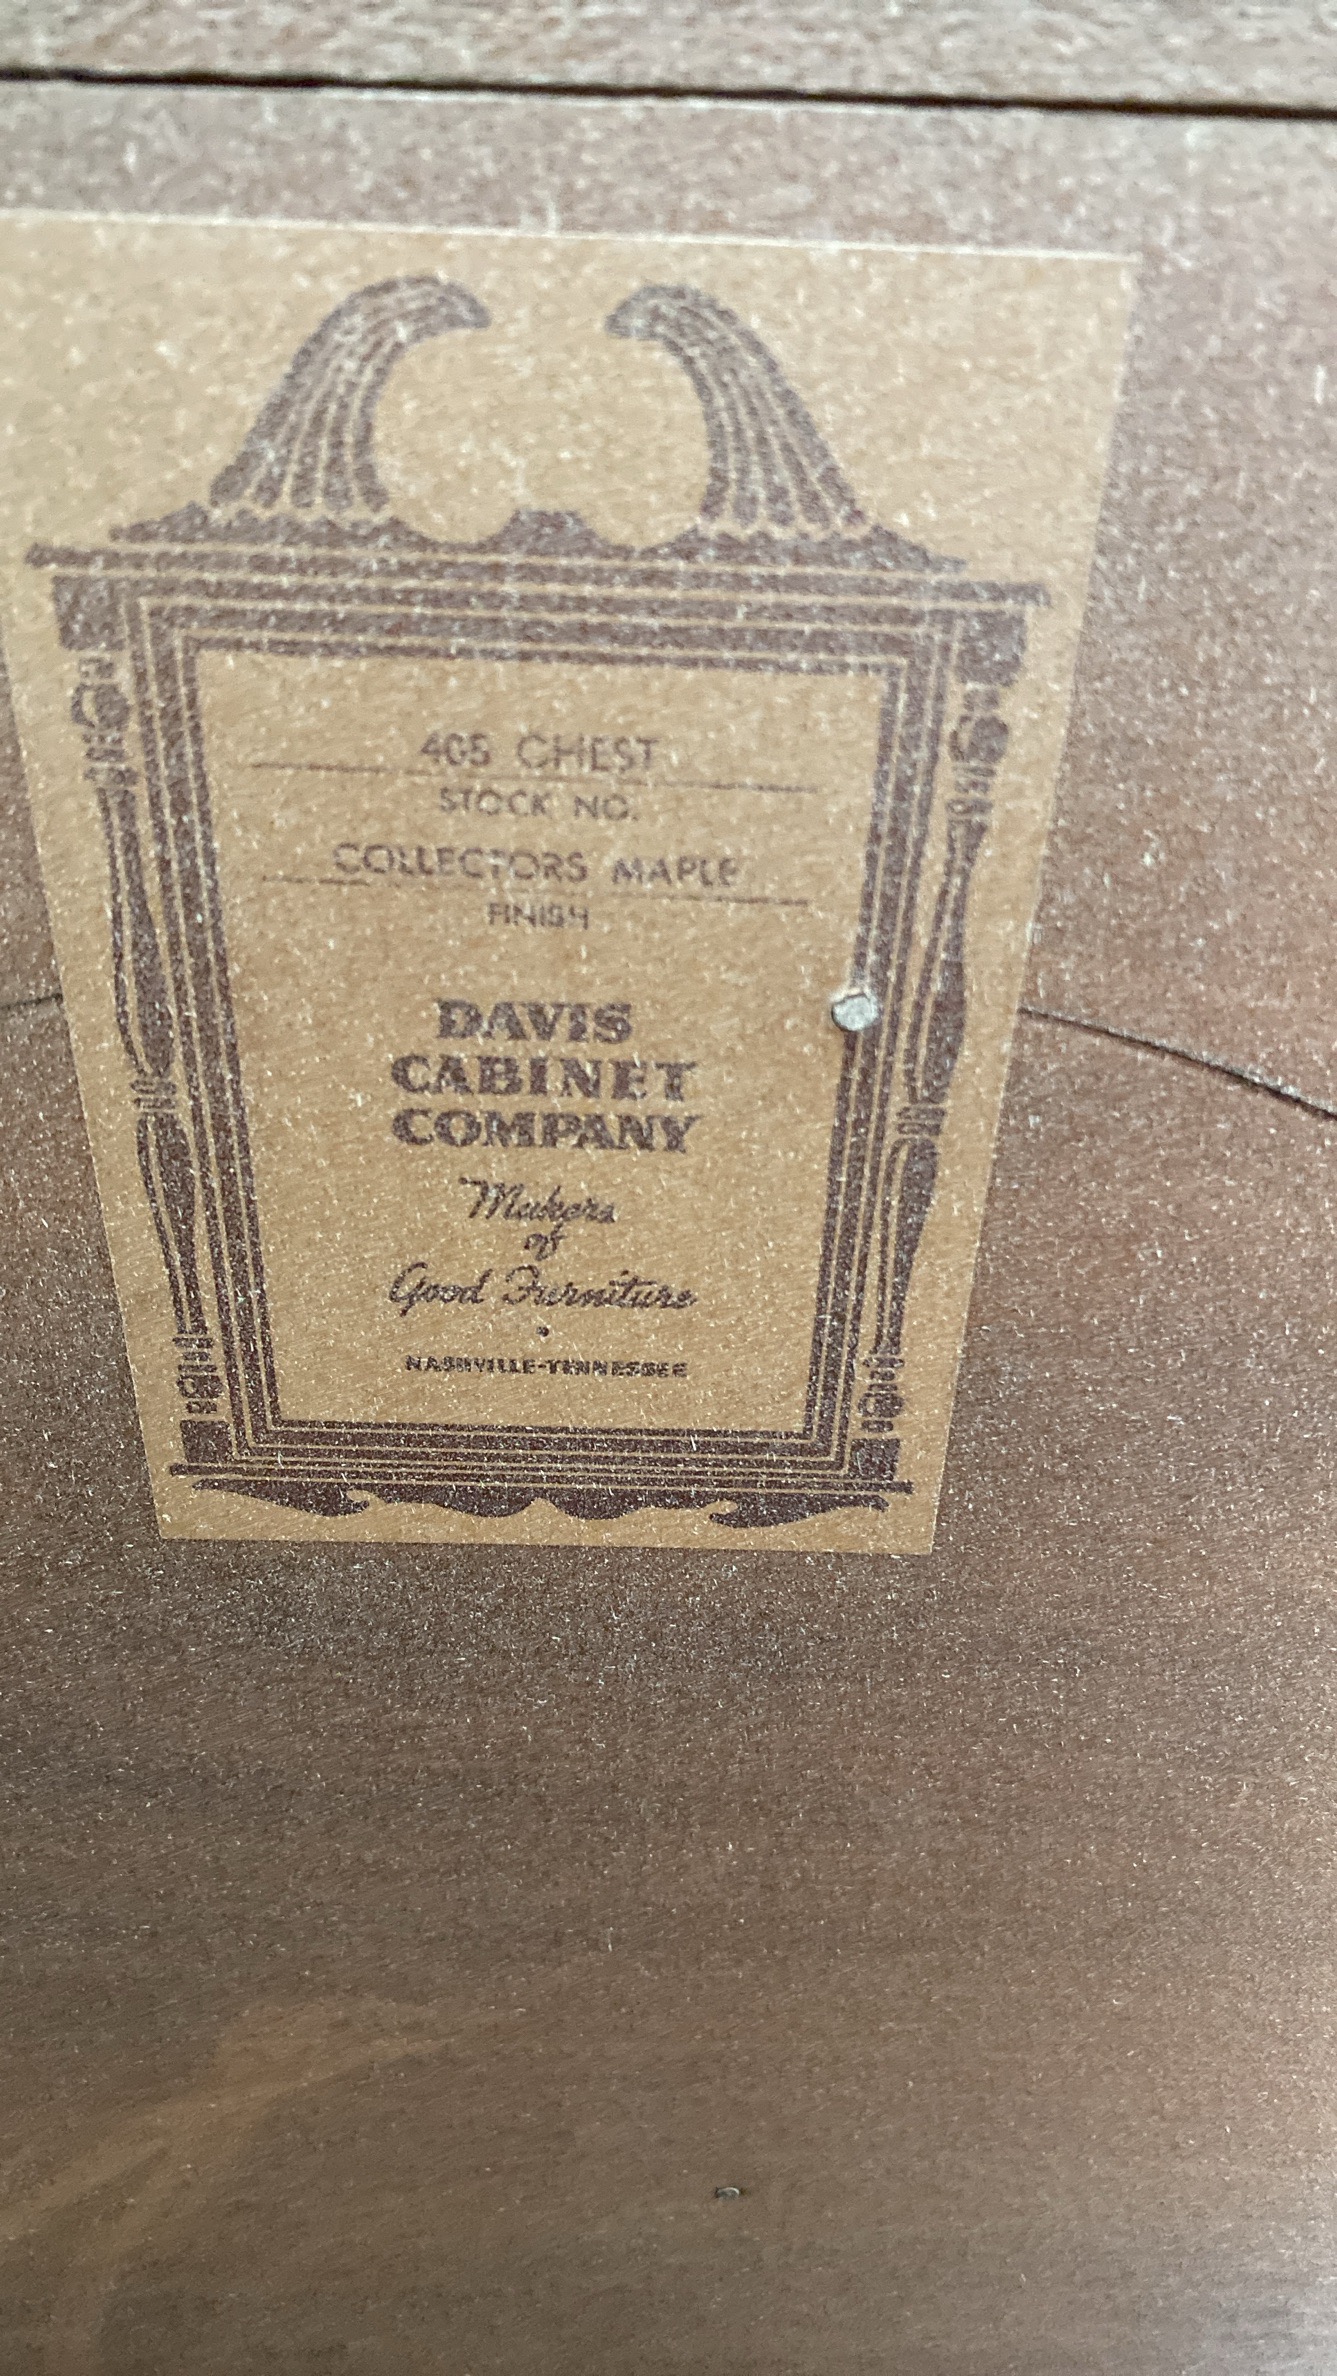 405 CHEST
STOCK NO.
COLLECTORS MAPLE
FINISH
DAVIS
CABINET
COMPANY
Makers
of
Good Furniture
NASHVILLE-TENNESSEE